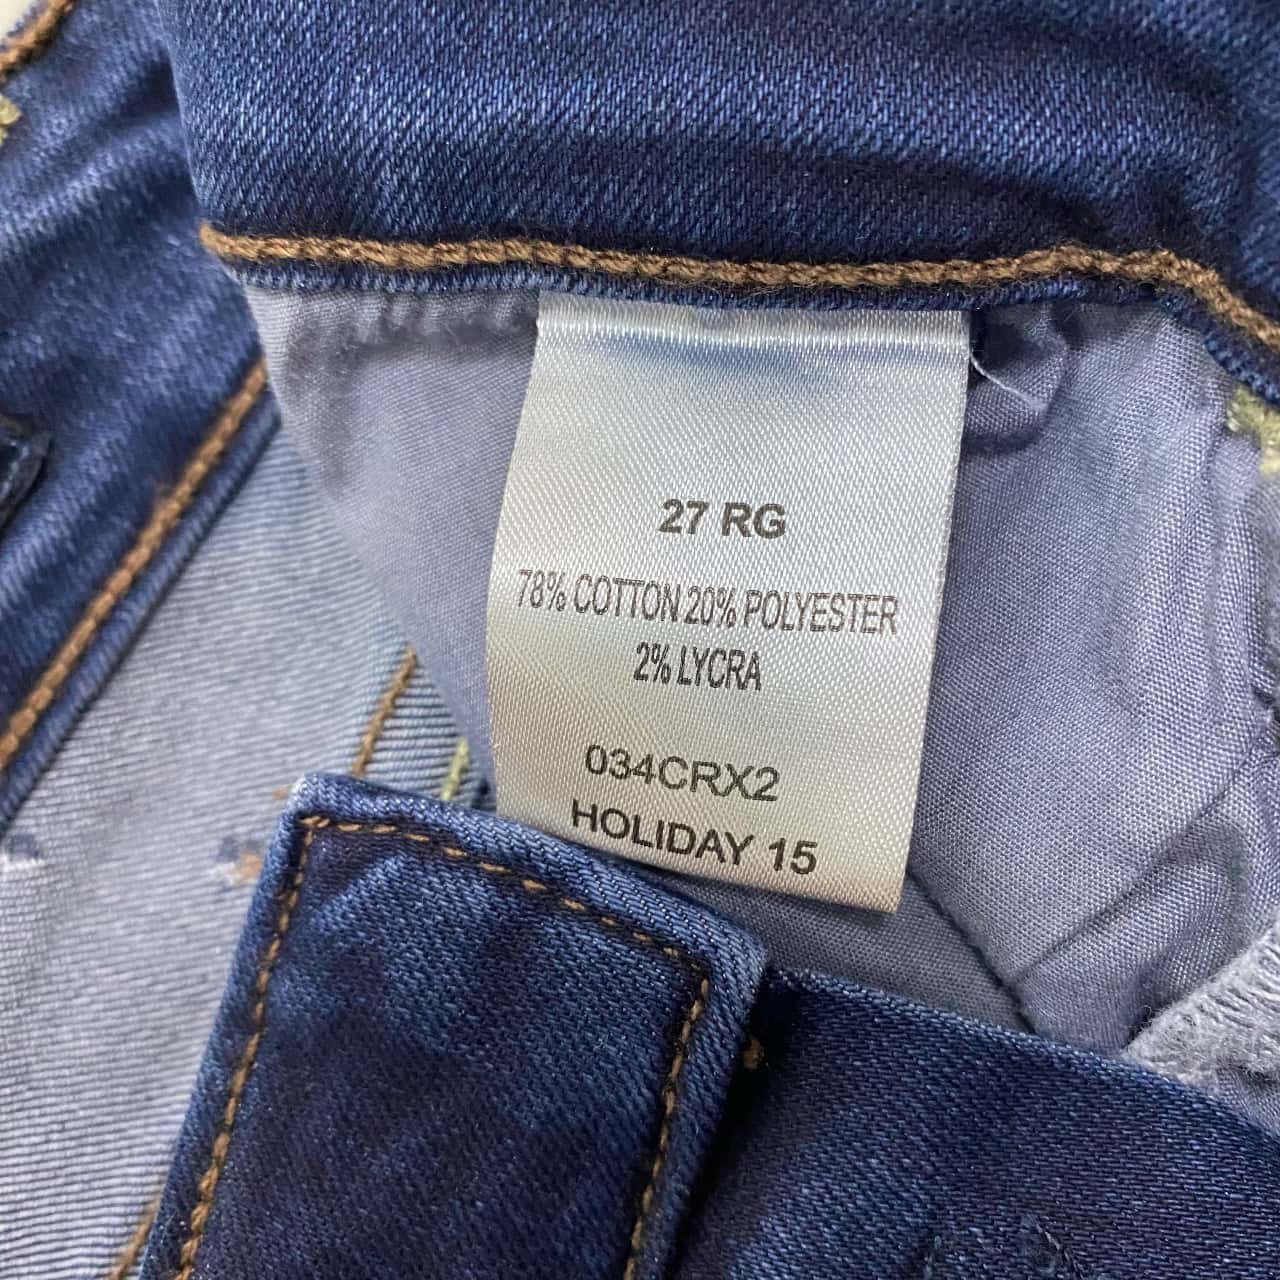 27 RG
78% COTTON 20% POLYESTER
2% LYCRA
034CRX2
HOLIDAY 15